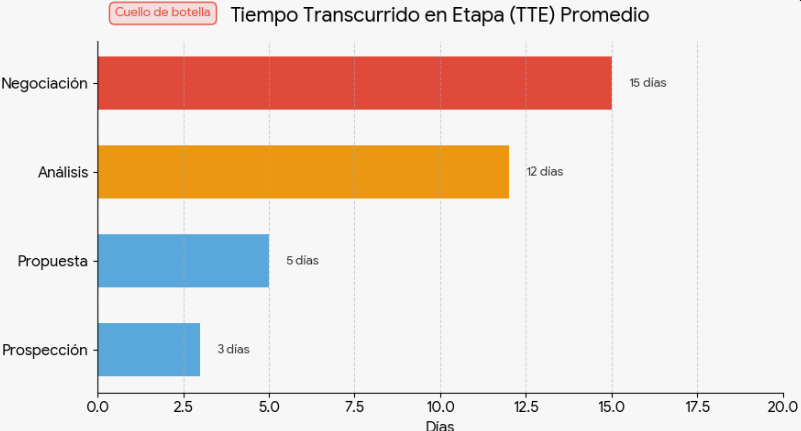 Cuello de botella
Tiempo Transcurrido en Etapa (TTE) Promedio
Negociación
15 días
Análisis
12 días
Propuesta
5 días
Prospección
3 días
0.0 2.5 5.0 7.5 10.0 12.5 15.0 17.5 20.0
Días